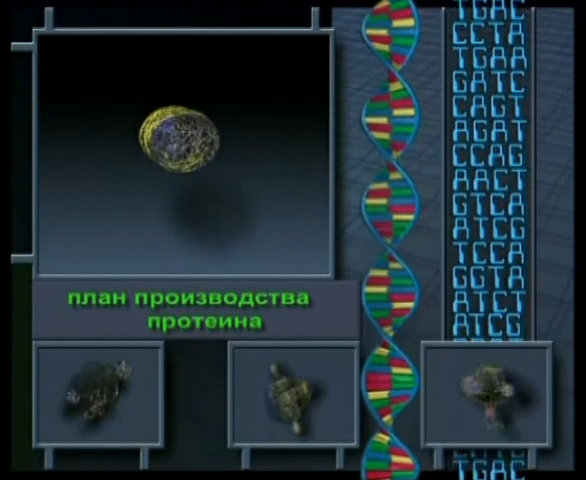 TGAC
CCTA
TGAA
GATC
CAGT
AGAT
CCAG
AACT
GTCA
ATCG
TCCA
GGTA
ATCT
ATCG
план производства
протеина
TGAC